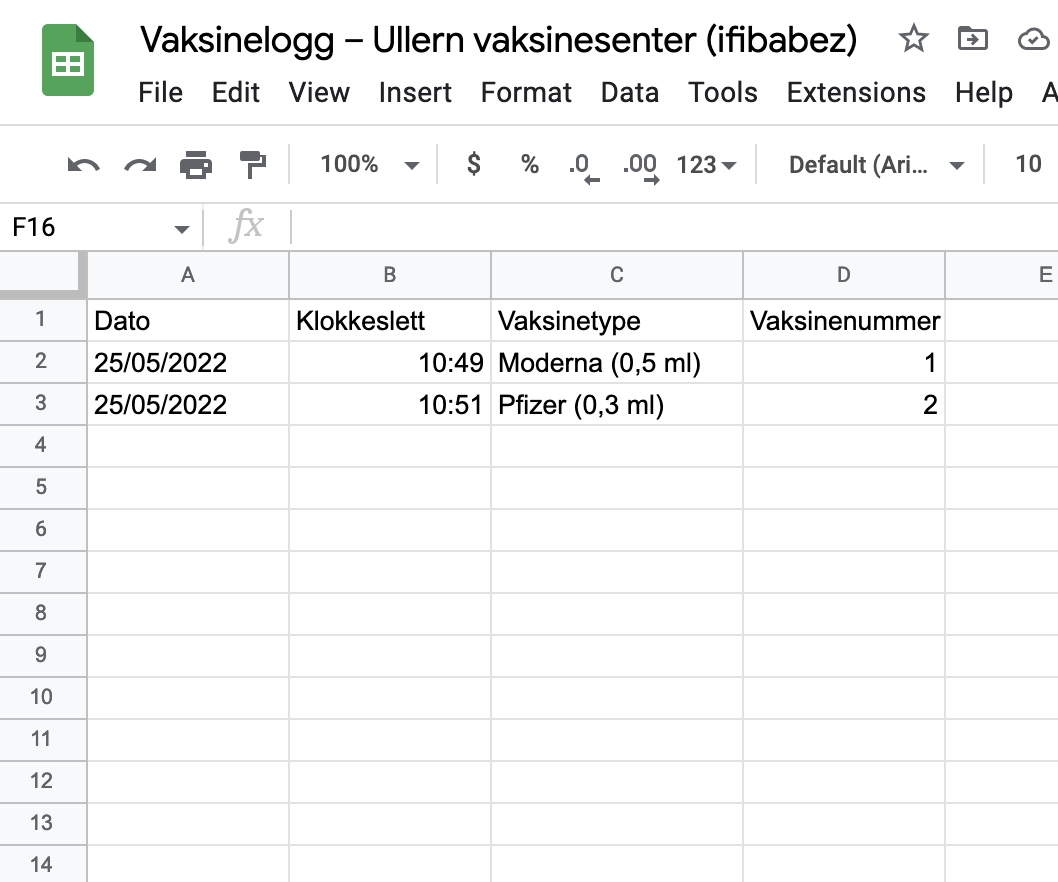 Vaksinelogg – Ullern vaksinesenter (ifibabez)
File Edit View Insert Format Data Tools Extensions Help A
100% $ % .0 .00 123 Default (Ari... 10
F16 fx
A B C D E
1 Dato Klokkeslett Vaksinetype Vaksinenummer
2 25/05/2022 10:49 Moderna (0,5 ml) 1
3 25/05/2022 10:51 Pfizer (0,3 ml) 2
4
5
6
7
8
9
10
11
12
13
14